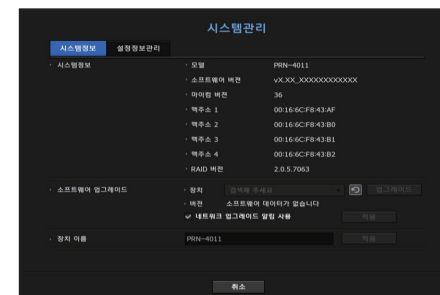 시스템관리
시스템정보 설정정보관리
· 시스템정보 · 모델 PRN-4011
· 소프트웨어 버전 vX.XX_XXXXXXXXXXXX
· 마이컴 버전 36
· 맥주소 1 00:16:6C:F8:43:AF
· 맥주소 2 00:16:6C:F8:43:B0
· 맥주소 3 00:16:6C:F8:43:B1
· 맥주소 4 00:16:6C:F8:43:B2
· RAID 버전 2.0.5.7063
· 소프트웨어 업그레이드 · 장치 검색해 주세요 업그레이드
· 버전 소프트웨어 데이터가 없습니다
네트워크 업그레이드 알림 사용 적용
· 장치 이름 PRN-4011 적용
취소